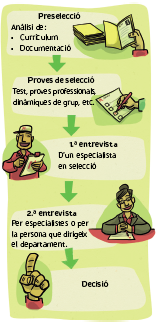 Preselecció
Anàlisi de:
• Currículum
• Documentació
Proves de selecció
Test, proves professionals,
dinàmiques de grup, etc.
1.ª entrevista
D'un especialista
en selecció
2.ª entrevista
Per especialistes o per
la persona que dirigeix
el departament.
Decisió